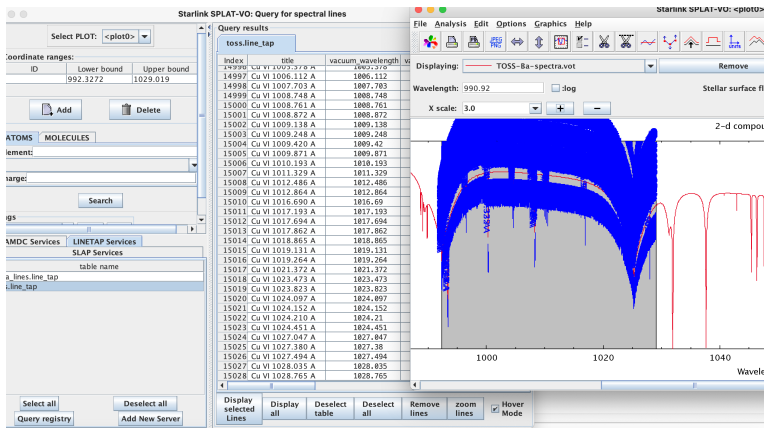 Starlink SPLAT-VO: Query for spectral lines
Select PLOT: <plot0>
Coordinate ranges:
ID Lower bound Upper bound
992.3272 1029.019
Add Delete
ATOMS MOLECULES
lement:
harge:
Search
AMDC Services LINETAP Services
SLAP Services
table name
a_lines.line_tap
s.line_tap
Select all Deselect all
Query registry Add New Server
Query results
toss.line_tap
Index title vacuum_wavelength
14996 Cu VI 1005.378 A 1005.378
14997 Cu VI 1006.112 A 1006.112
14998 Cu VI 1007.703 A 1007.703
14999 Cu VI 1008.748 A 1008.748
15000 Cu VI 1008.761 A 1008.761
15001 Cu VI 1008.872 A 1008.872
15002 Cu VI 1009.138 A 1009.138
15003 Cu VI 1009.248 A 1009.248
15004 Cu VI 1009.420 A 1009.42
15005 Cu VI 1009.871 A 1009.871
15006 Cu VI 1010.193 A 1010.193
15007 Cu VI 1011.329 A 1011.329
15008 Cu VI 1012.486 A 1012.486
15009 Cu VI 1012.864 A 1012.864
15010 Cu VI 1016.690 A 1016.69
15011 Cu VI 1017.193 A 1017.193
15012 Cu VI 1017.694 A 1017.694
15013 Cu VI 1017.862 A 1017.862
15014 Cu VI 1018.865 A 1018.865
15015 Cu VI 1019.131 A 1019.131
15016 Cu VI 1019.264 A 1019.264
15017 Cu VI 1021.372 A 1021.372
15018 Cu VI 1023.473 A 1023.473
15019 Cu VI 1023.823 A 1023.823
15020 Cu VI 1024.097 A 1024.097
15021 Cu VI 1024.152 A 1024.152
15022 Cu VI 1024.210 A 1024.21
15023 Cu VI 1024.451 A 1024.451
15024 Cu VI 1027.047 A 1027.047
15025 Cu VI 1027.380 A 1027.38
15026 Cu VI 1027.494 A 1027.494
15027 Cu VI 1028.035 A 1028.035
15028 Cu VI 1028.765 A 1028.765
Display selected Lines
Display all
Deselect table
Deselect all
Remove lines
zoom lines
Hover Mode
Starlink SPLAT-VO: <plot0>
File Analysis Edit Options Graphics Help
JPEG PNG
LINES
Displaying: TOSS-Ba-spectra.vot Remove
Wavelength: 990.92 :log Stellar surface fl
X scale: 3.0 + −
2-d compou
1000 1020 1040
Wavele